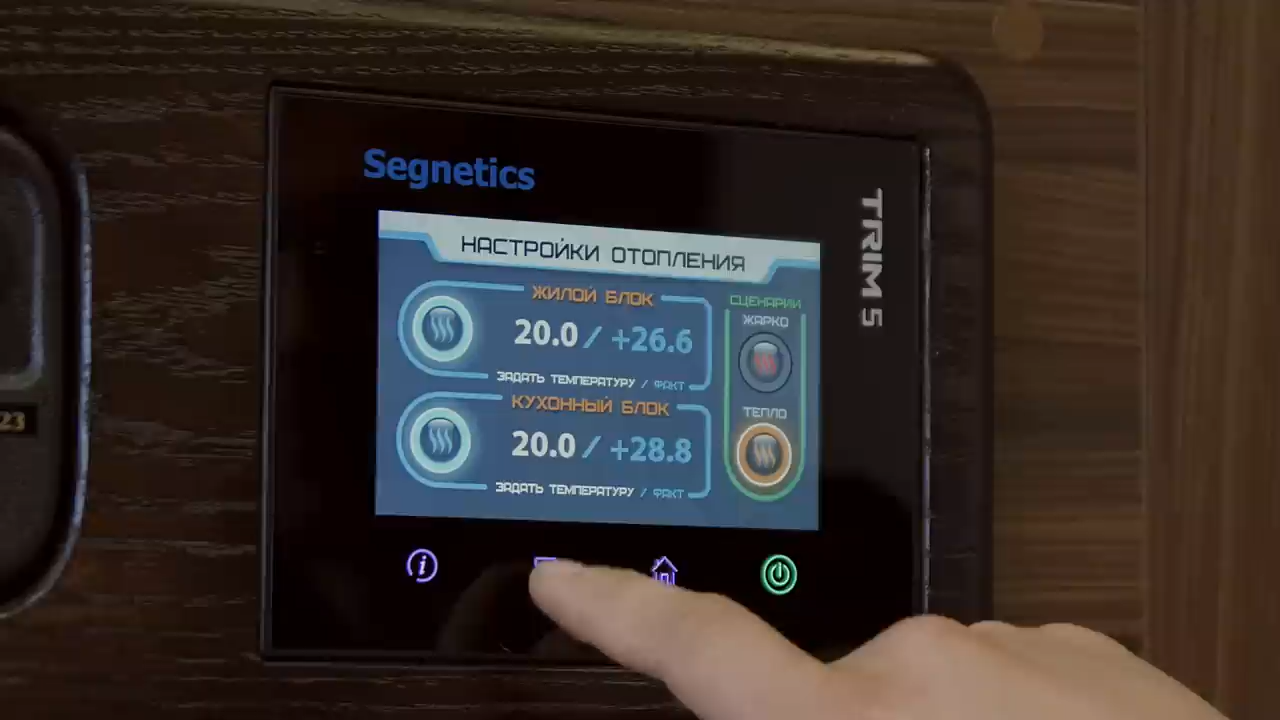 Segnetics
TRIM 5
НАСТРОЙКИ ОТОПЛЕНИЯ
ЖИЛОЙ БЛОК
20.0 / +26.6
ЗАДАТЬ ТЕМПЕРАТУРУ / ФАКТ
КУХОННЫЙ БЛОК
20.0 / +28.8
ЗАДАТЬ ТЕМПЕРАТУРУ / ФАКТ
СЦЕНАРИИ
ЖАРКО
ТЕПЛО
i
23